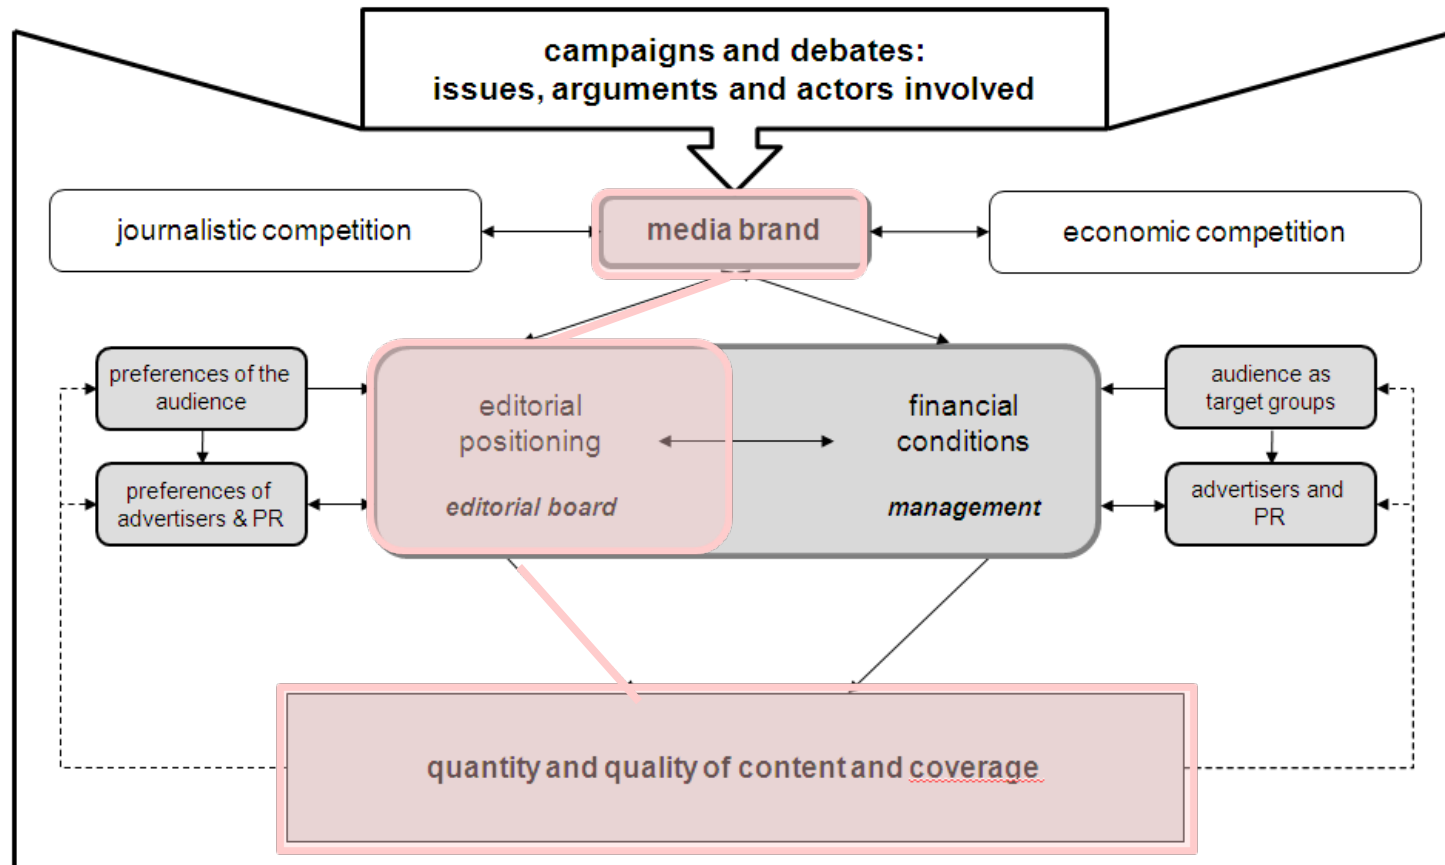 campaigns and debates:
issues, arguments and actors involved
journalistic competition
media brand
economic competition
preferences of the
audience
editorial
positioning
financial
conditions
audience as
target groups
preferences of
advertisers & PR
editorial board
management
advertisers and
PR
quantity and quality of content and coverage